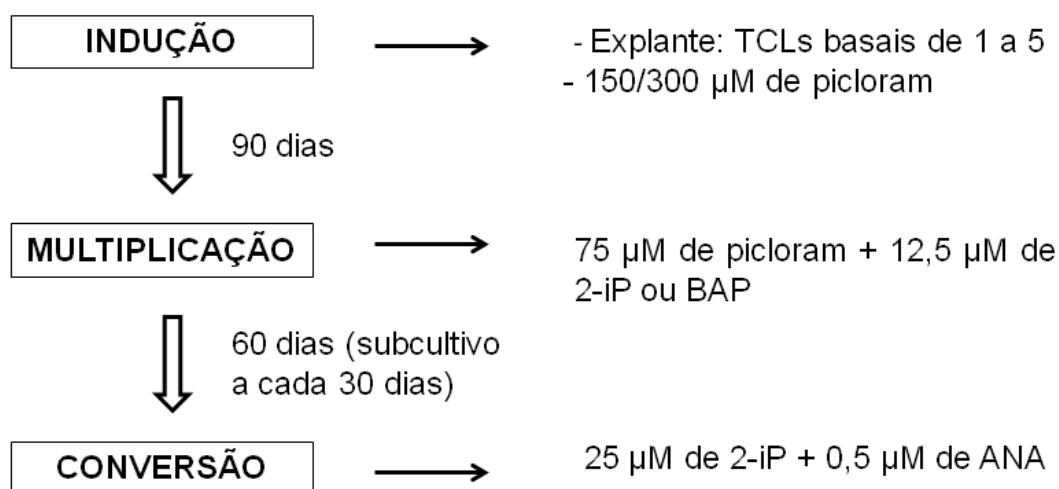 INDUÇÃO
- Explante: TCLs basais de 1 a 5
- 150/300 µM de picloram
90 dias
MULTIPLICAÇÃO
75 µM de picloram + 12,5 µM de
2-iP ou BAP
60 dias (subcultivo
a cada 30 dias)
CONVERSÃO
25 µM de 2-iP + 0,5 µM de ANA